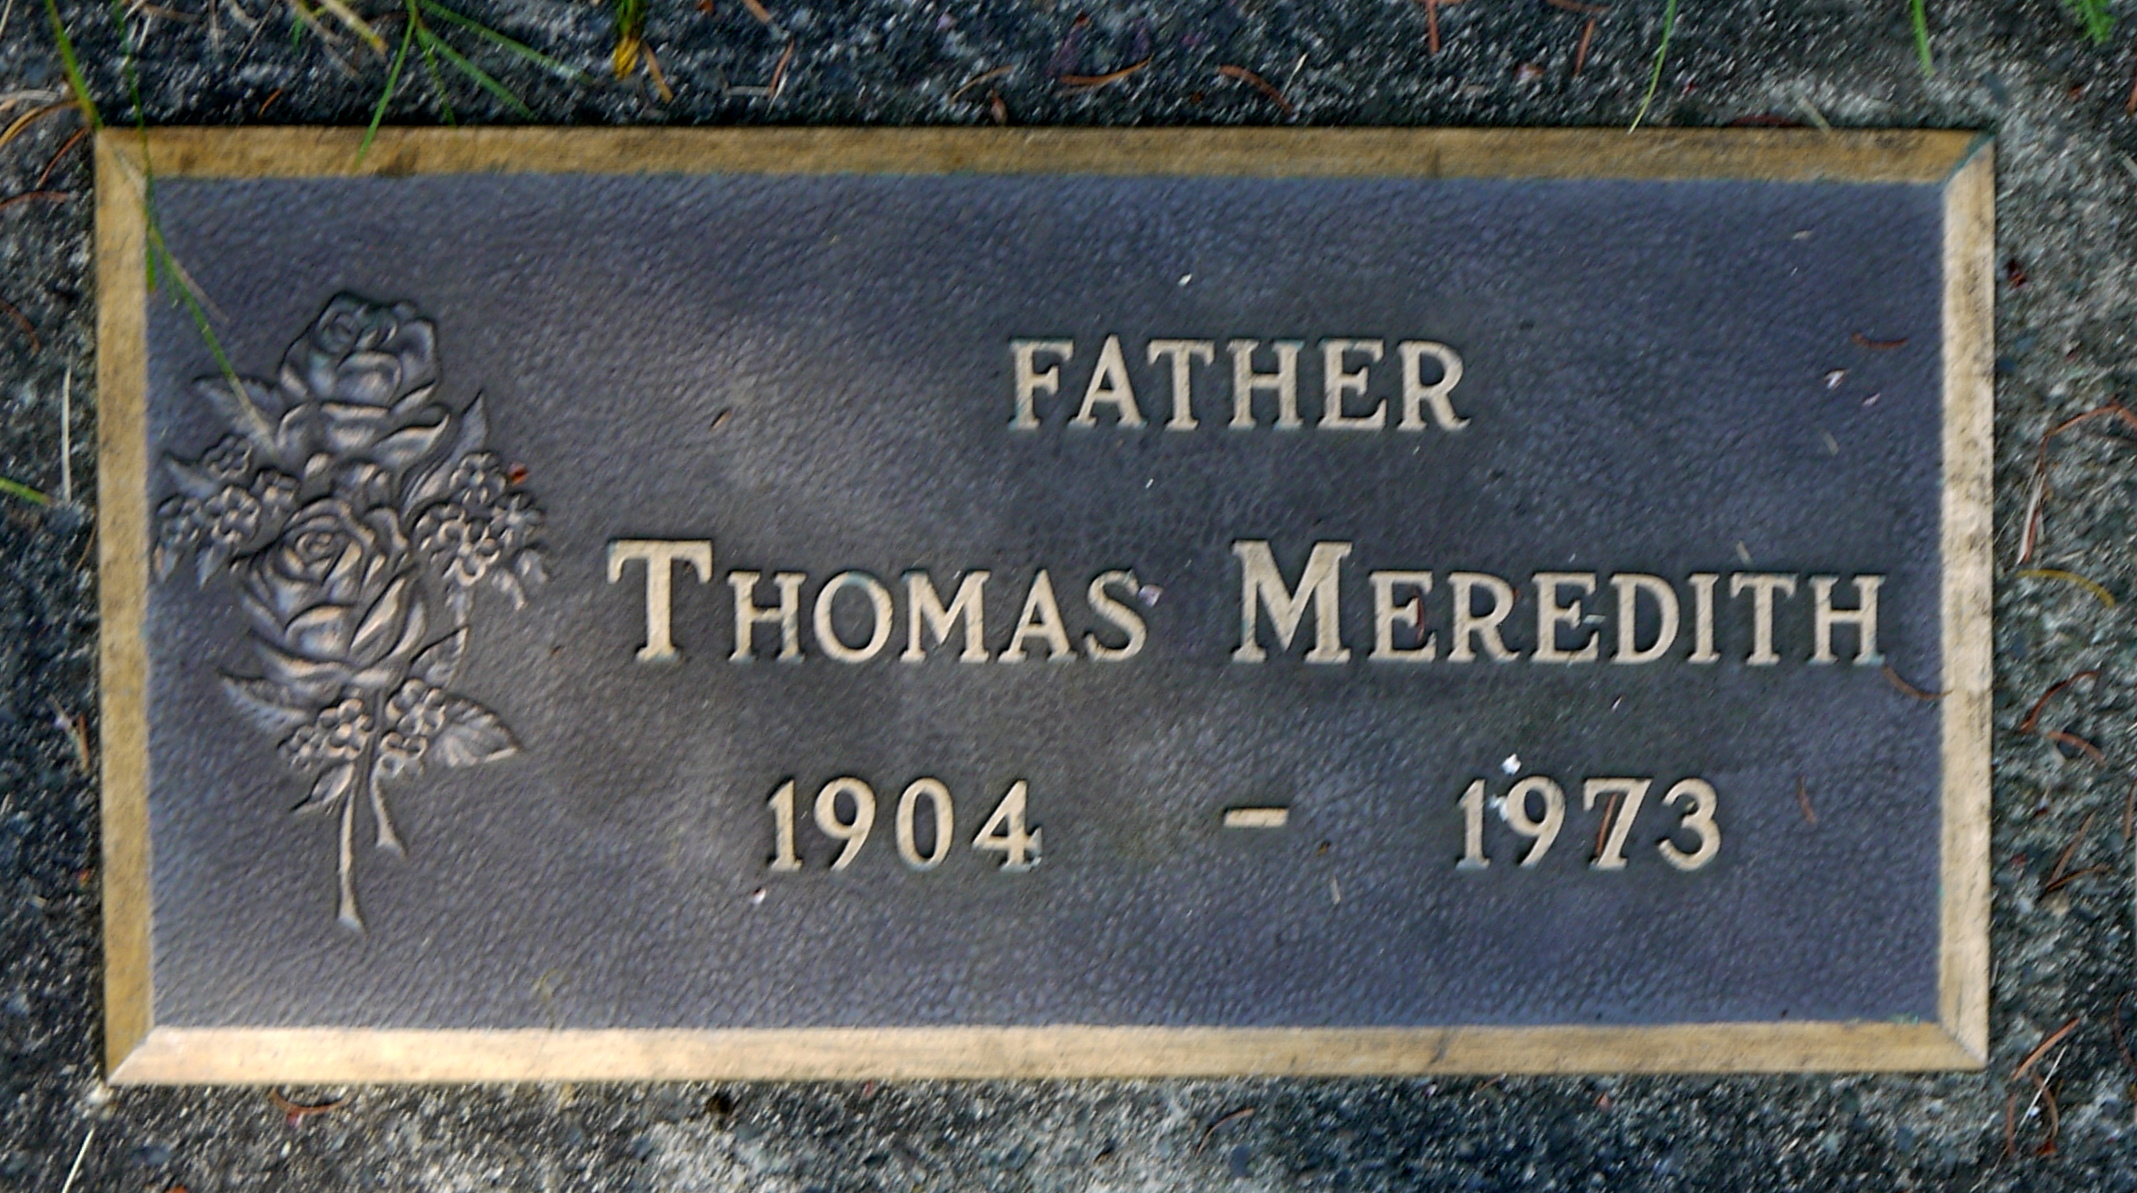 FATHER
THOMAS MEREDITH
1904 - 1973